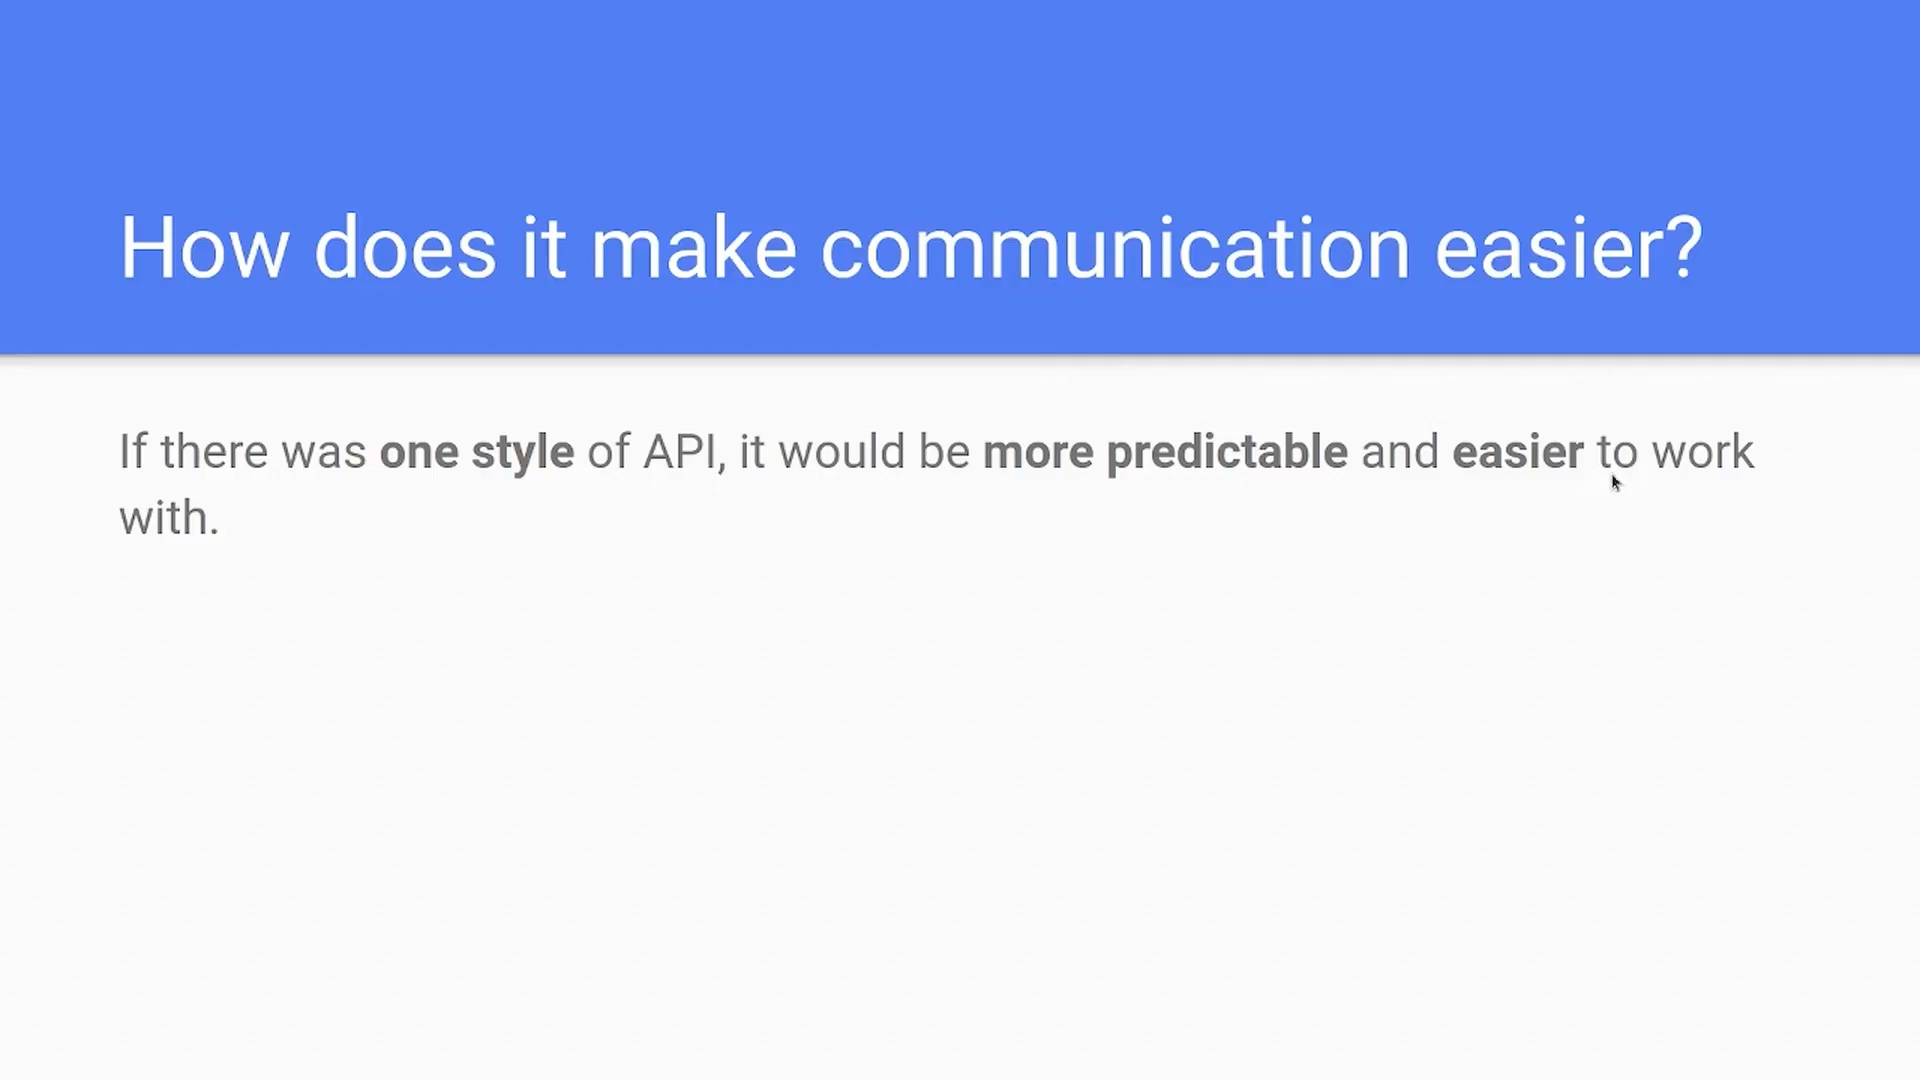 How does it make communication easier?
If there was one style of API, it would be more predictable and easier to work
with.